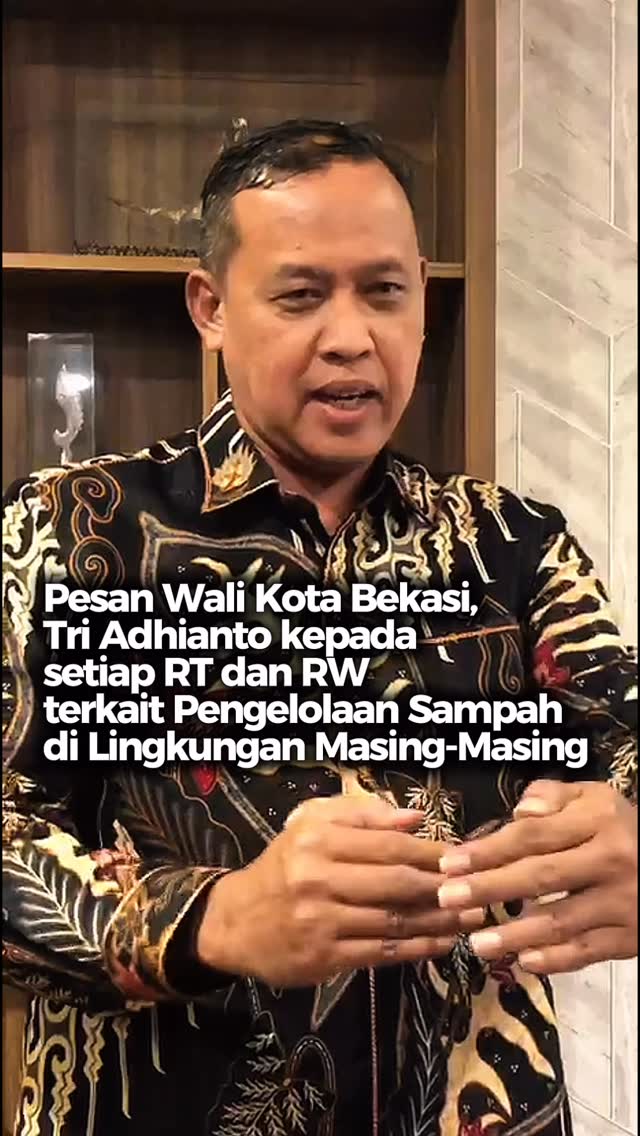 Pesan Wali Kota Bekasi,
Tri Adhianto kepada
setiap RT dan RW
terkait Pengelolaan Sampah
di Lingkungan Masing-Masing